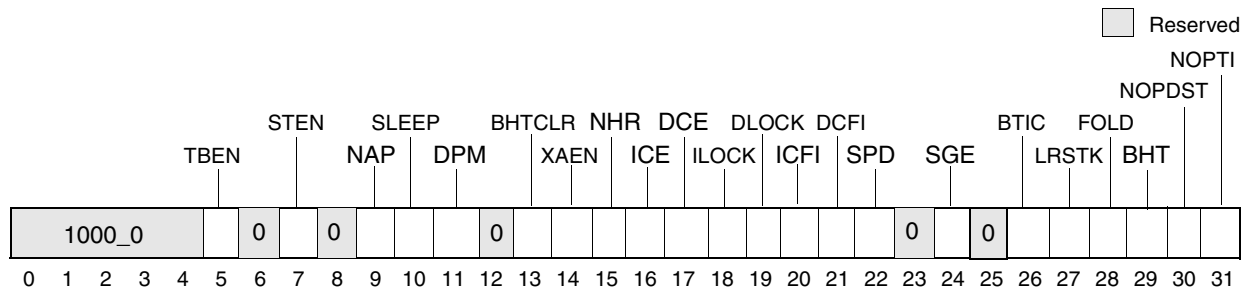 Reserved
NOPTI
NOPDST
STEN SLEEP BHTCLR NHR DCE DLOCK DCFI BTIC FOLD
TBEN NAP DPM XAEN ICE ILOCK ICFI SPD SGE LRSTK BHT
1000_0 0 0 0 0 0
0 1 2 3 4 5 6 7 8 9 10 11 12 13 14 15 16 17 18 19 20 21 22 23 24 25 26 27 28 29 30 31